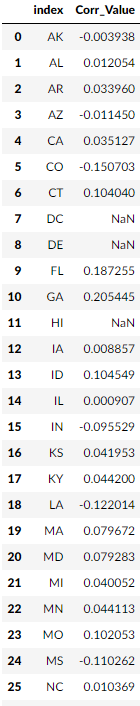 index Corr_Value
0 AK -0.003938
1 AL 0.012054
2 AR 0.033960
3 AZ -0.011450
4 CA 0.035127
5 CO -0.150703
6 CT 0.104040
7 DC NaN
8 DE NaN
9 FL 0.187255
10 GA 0.205445
11 HI NaN
12 IA 0.008857
13 ID 0.104549
14 IL 0.000907
15 IN -0.095529
16 KS 0.041953
17 KY 0.044200
18 LA -0.122014
19 MA 0.079672
20 MD 0.079283
21 MI 0.040052
22 MN 0.044113
23 MO 0.102053
24 MS -0.110262
25 NC 0.010369